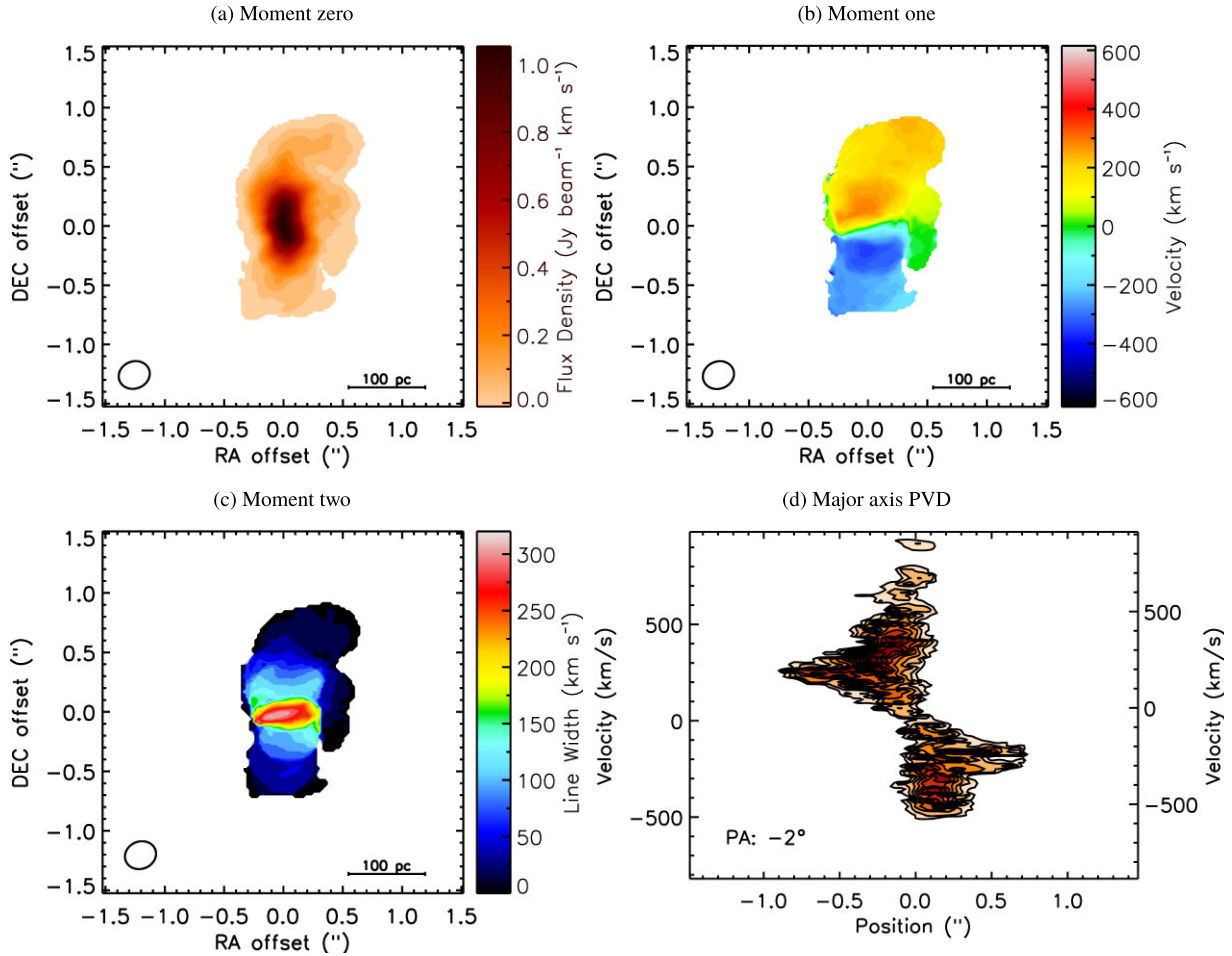 (a) Moment zero
(b) Moment one
1.5
1.0
0.5
0.0
−0.5
−1.0
−1.5
DEC offset (")
100 pc
−1.5 −1.0 −0.5 0.0 0.5 1.0 1.5
RA offset (")
1.0
0.8
0.6
0.4
0.2
0.0
Flux Density (Jy beam⁻¹ km s⁻¹)
1.5
1.0
0.5
0.0
−0.5
−1.0
−1.5
DEC offset (")
100 pc
−1.5 −1.0 −0.5 0.0 0.5 1.0 1.5
RA offset (")
600
400
200
0
−200
−400
−600
Velocity (km s⁻¹)
(c) Moment two
(d) Major axis PVD
1.5
1.0
0.5
0.0
−0.5
−1.0
−1.5
DEC offset (")
100 pc
−1.5 −1.0 −0.5 0.0 0.5 1.0 1.5
RA offset (")
300
250
200
150
100
50
0
Line Width (km s⁻¹)
500
0
−500
Velocity (km/s)
PA: −2°
−1.0 −0.5 0.0 0.5 1.0
Position (")
500
0
−500
Velocity (km/s)